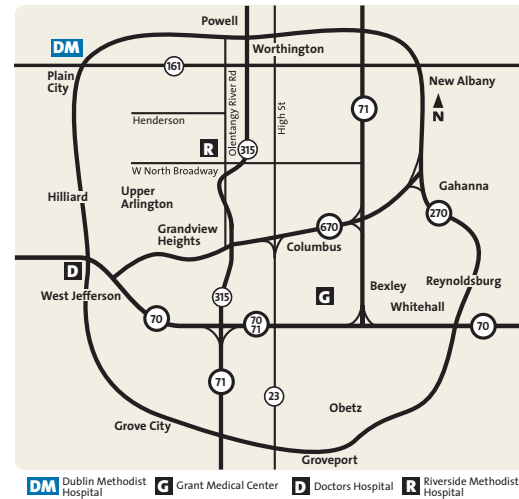 Powell
DM
Worthington
161
Plain
City
New Albany
Olentangy River Rd
High St
71
N
Henderson
R
315
W North Broadway
Hilliard
Upper
Arlington
Gahanna
270
670
Grandview
Heights
Columbus
D
West Jefferson
Bexley
Reynoldsburg
G
315
Whitehall
70
70
71
70
71
23
Obetz
Grove City
Groveport
DM Dublin Methodist
Hospital
G Grant Medical Center
D Doctors Hospital
R Riverside Methodist
Hospital